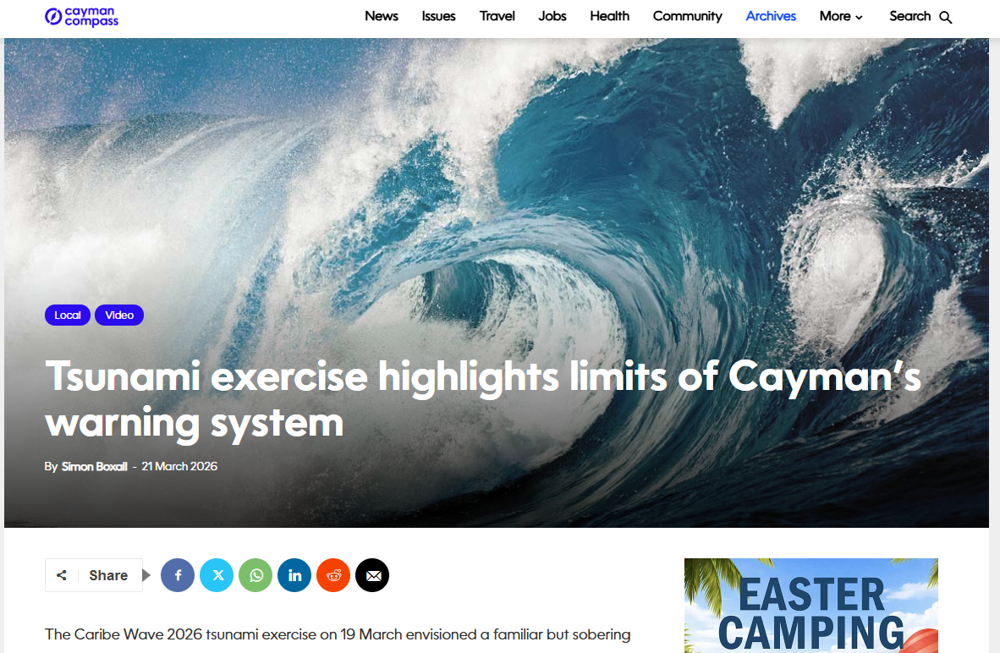 cayman
compass
News Issues Travel Jobs Health Community Archives More Search
Local Video
Tsunami exercise highlights limits of Cayman's
warning system
By Simon Boxall - 21 March 2026
Share
The Caribe Wave 2026 tsunami exercise on 19 March envisioned a familiar but sobering
EASTER
CAMPING